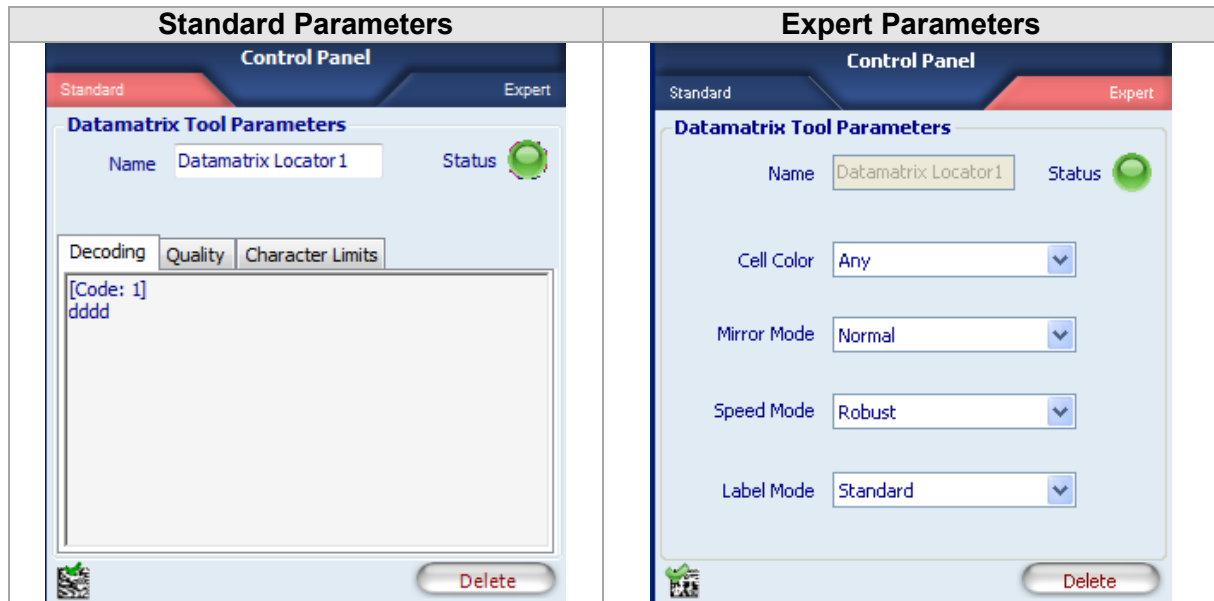 Standard Parameters
Expert Parameters
Control Panel
Standard
Expert
Datamatrix Tool Parameters
Name
Datamatrix Locator1
Status
Decoding
Quality
Character Limits
[Code: 1]
dddd
Delete
Control Panel
Standard
Expert
Datamatrix Tool Parameters
Name
Datamatrix Locator1
Status
Cell Color
Any
Mirror Mode
Normal
Speed Mode
Robust
Label Mode
Standard
Delete